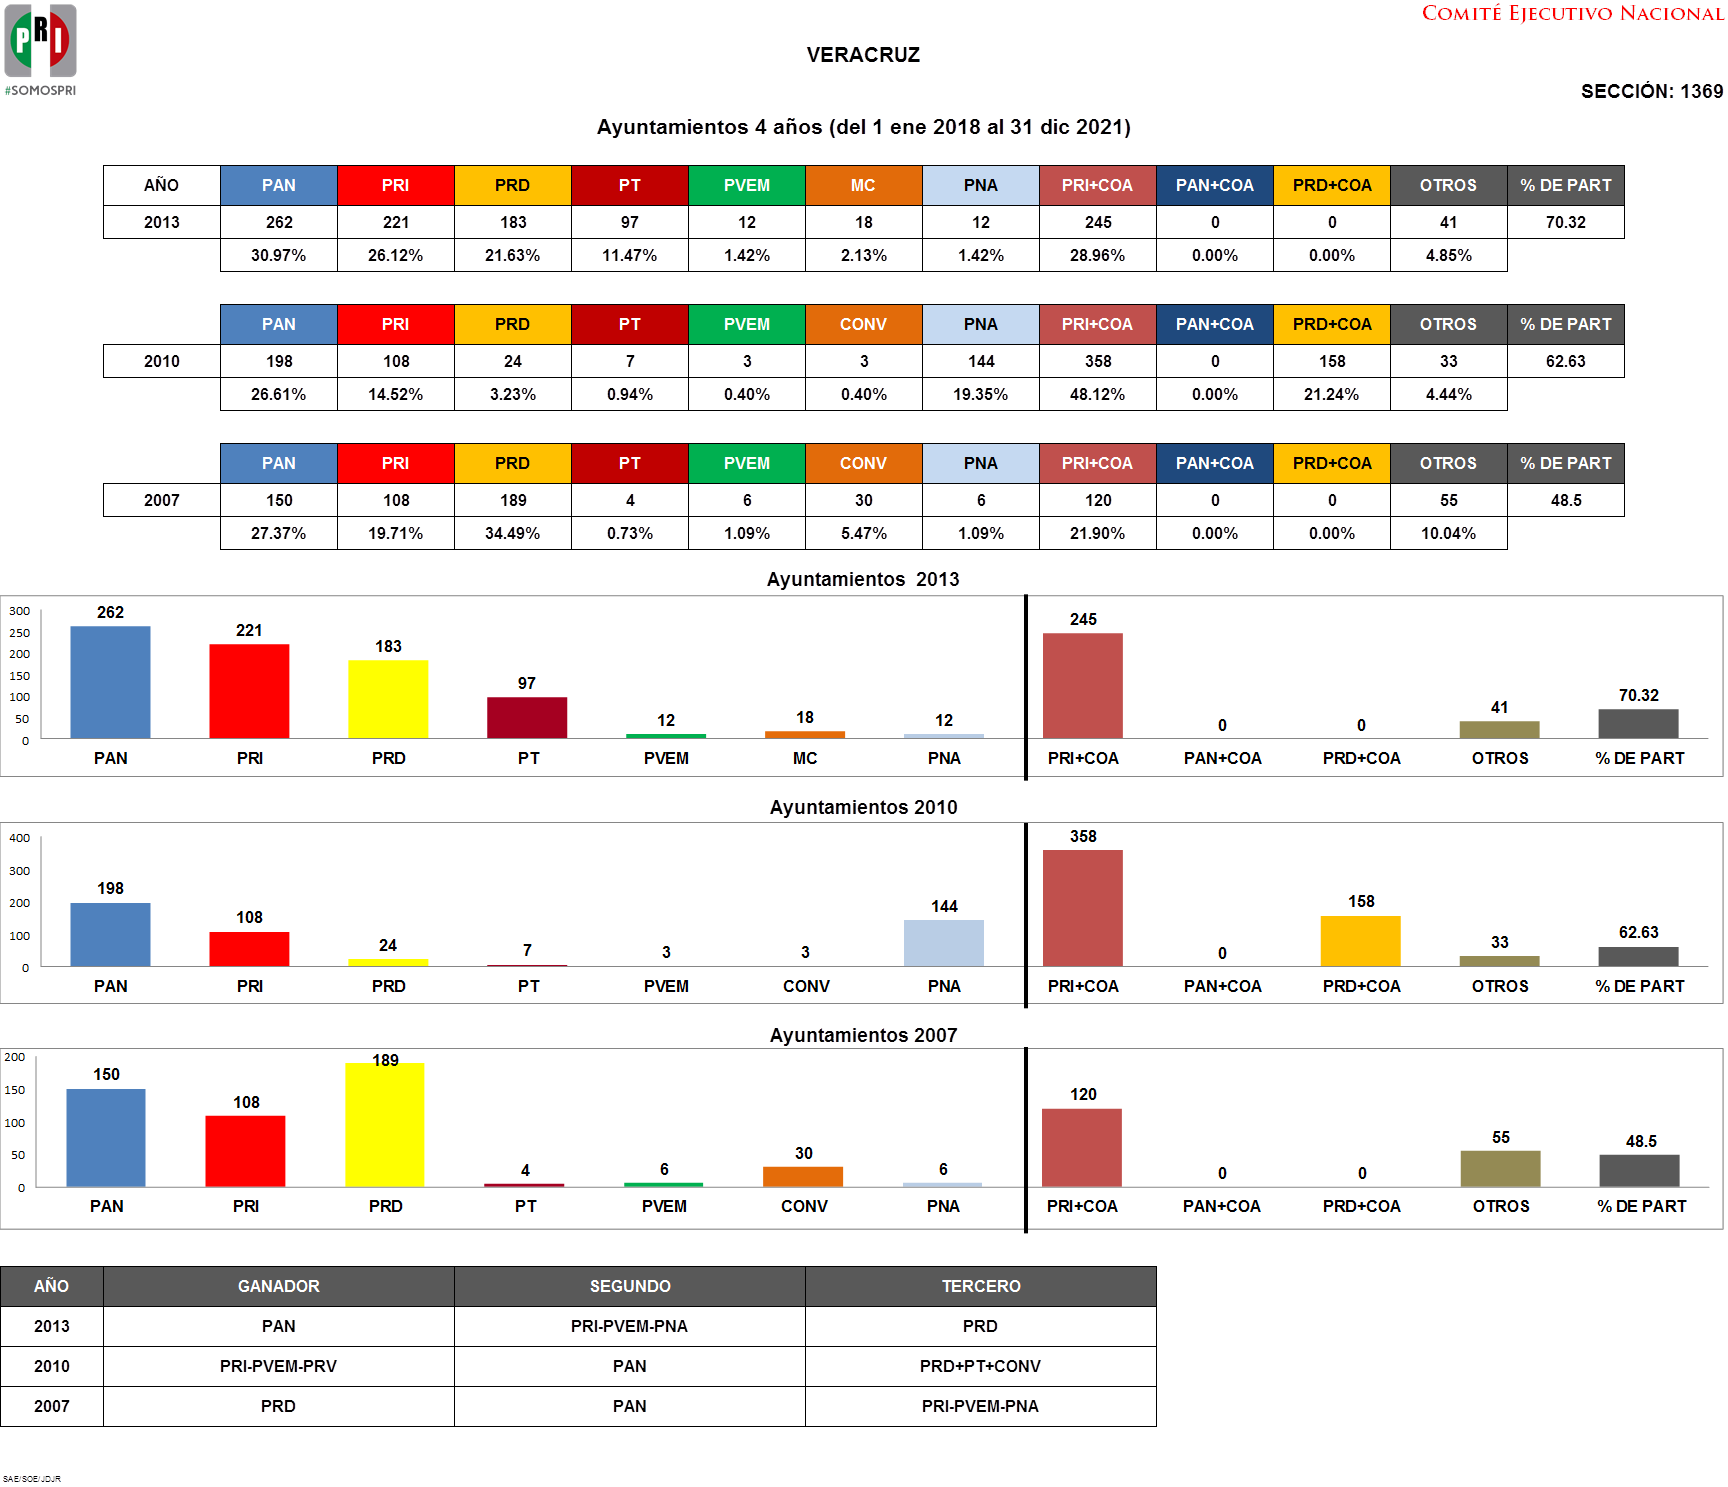 PRI
#SOMOSPRI
COMITÉ EJECUTIVO NACIONAL
VERACRUZ
SECCIÓN: 1369
Ayuntamientos 4 años (del 1 ene 2018 al 31 dic 2021)
AÑO PAN PRI PRD PT PVEM MC PNA PRI+COA PAN+COA PRD+COA OTROS % DE PART
2013 262 221 183 97 12 18 12 245 0 0 41 70.32
30.97% 26.12% 21.63% 11.47% 1.42% 2.13% 1.42% 28.96% 0.00% 0.00% 4.85%
PAN PRI PRD PT PVEM CONV PNA PRI+COA PAN+COA PRD+COA OTROS % DE PART
2010 198 108 24 7 3 3 144 358 0 158 33 62.63
26.61% 14.52% 3.23% 0.94% 0.40% 0.40% 19.35% 48.12% 0.00% 21.24% 4.44%
PAN PRI PRD PT PVEM CONV PNA PRI+COA PAN+COA PRD+COA OTROS % DE PART
2007 150 108 189 4 6 30 6 120 0 0 55 48.5
27.37% 19.71% 34.49% 0.73% 1.09% 5.47% 1.09% 21.90% 0.00% 0.00% 10.04%
Ayuntamientos 2013
300
250
200
150
100
50
0
262 221 183 97 12 18 12 245 0 0 41 70.32
PAN PRI PRD PT PVEM MC PNA PRI+COA PAN+COA PRD+COA OTROS % DE PART
Ayuntamientos 2010
400
300
200
100
0
198 108 24 7 3 3 144 358 0 158 33 62.63
PAN PRI PRD PT PVEM CONV PNA PRI+COA PAN+COA PRD+COA OTROS % DE PART
Ayuntamientos 2007
200
150
100
50
0
150 108 189 4 6 30 6 120 0 0 55 48.5
PAN PRI PRD PT PVEM CONV PNA PRI+COA PAN+COA PRD+COA OTROS % DE PART
AÑO GANADOR SEGUNDO TERCERO
2013 PAN PRI-PVEM-PNA PRD
2010 PRI-PVEM-PRV PAN PRD+PT+CONV
2007 PRD PAN PRI-PVEM-PNA
SAE/SOE/JDJR